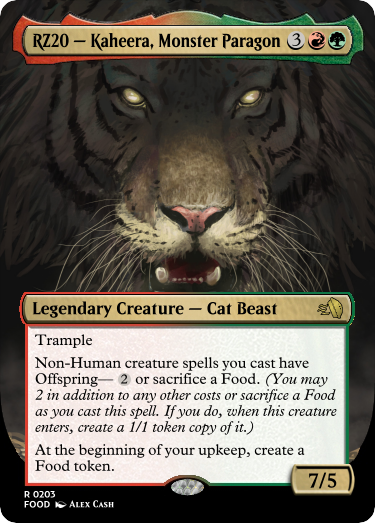 RZ20 — Kaheera, Monster Paragon 3
Legendary Creature — Cat Beast
Trample
Non-Human creature spells you cast have
Offspring— 2 or sacrifice a Food. (You may
2 in addition to any other costs or sacrifice a Food
as you cast this spell. If you do, when this creature
enters, create a 1/1 token copy of it.)
At the beginning of your upkeep, create a
Food token.
7/5
R 0203
FOOD Alex Cash